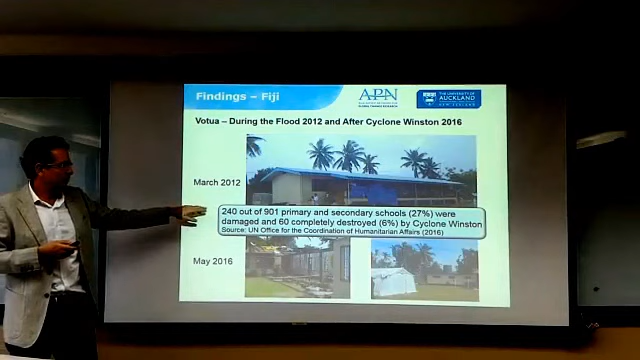 Findings – Fiji
APN
THE UNIVERSITY OF
AUCKLAND
NEW ZEALAND
Votua – During the Flood 2012 and After Cyclone Winston 2016
March 2012
240 out of 901 primary and secondary schools (27%) were
damaged and 60 completely destroyed (6%) by Cyclone Winston
Source: UN Office for the Coordination of Humanitarian Affairs (2016)
May 2016